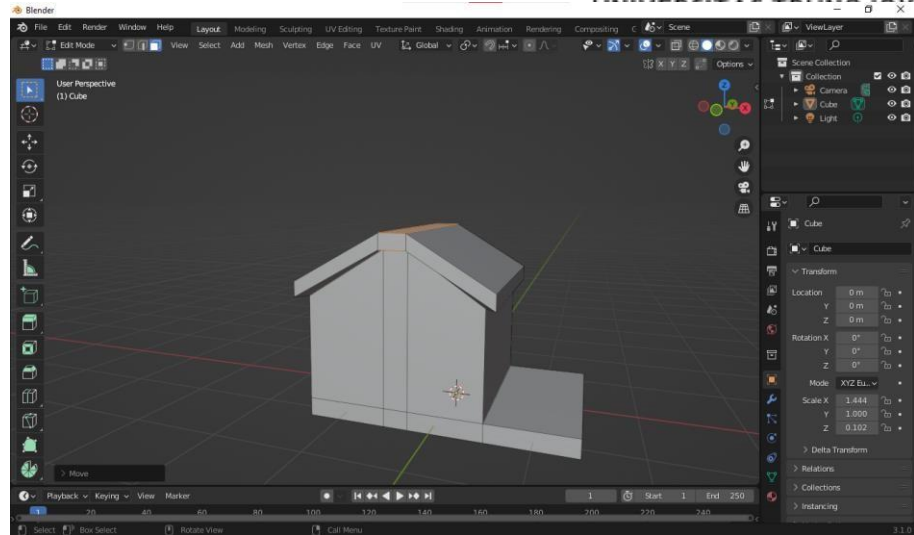 Blender
File Edit Render Window Help Layout Modeling Sculpting UV Editing Texture Paint Shading Animation Rendering Compositing Scene ViewLayer
Edit Mode View Select Add Mesh Vertex Edge Face UV Global
X Y Z Options
User Perspective
(1) Cube
Scene Collection
Collection
Camera
Cube
Light
Cube
Cube
Transform
Location 0 m
Y 0 m
Z 0 m
Rotation X 0°
Y 0°
Z 0°
Mode XYZ Eu...
Scale X 1.444
Y 1.000
Z 0.102
Delta Transform
Relations
Collections
Instancing
Move
Playback Keying View Marker 1 Start 1 End 250
1 20 40 60 80 100 120 140 160 180 200 220 240
Select Box Select Rotate View Call Menu 3.1.0